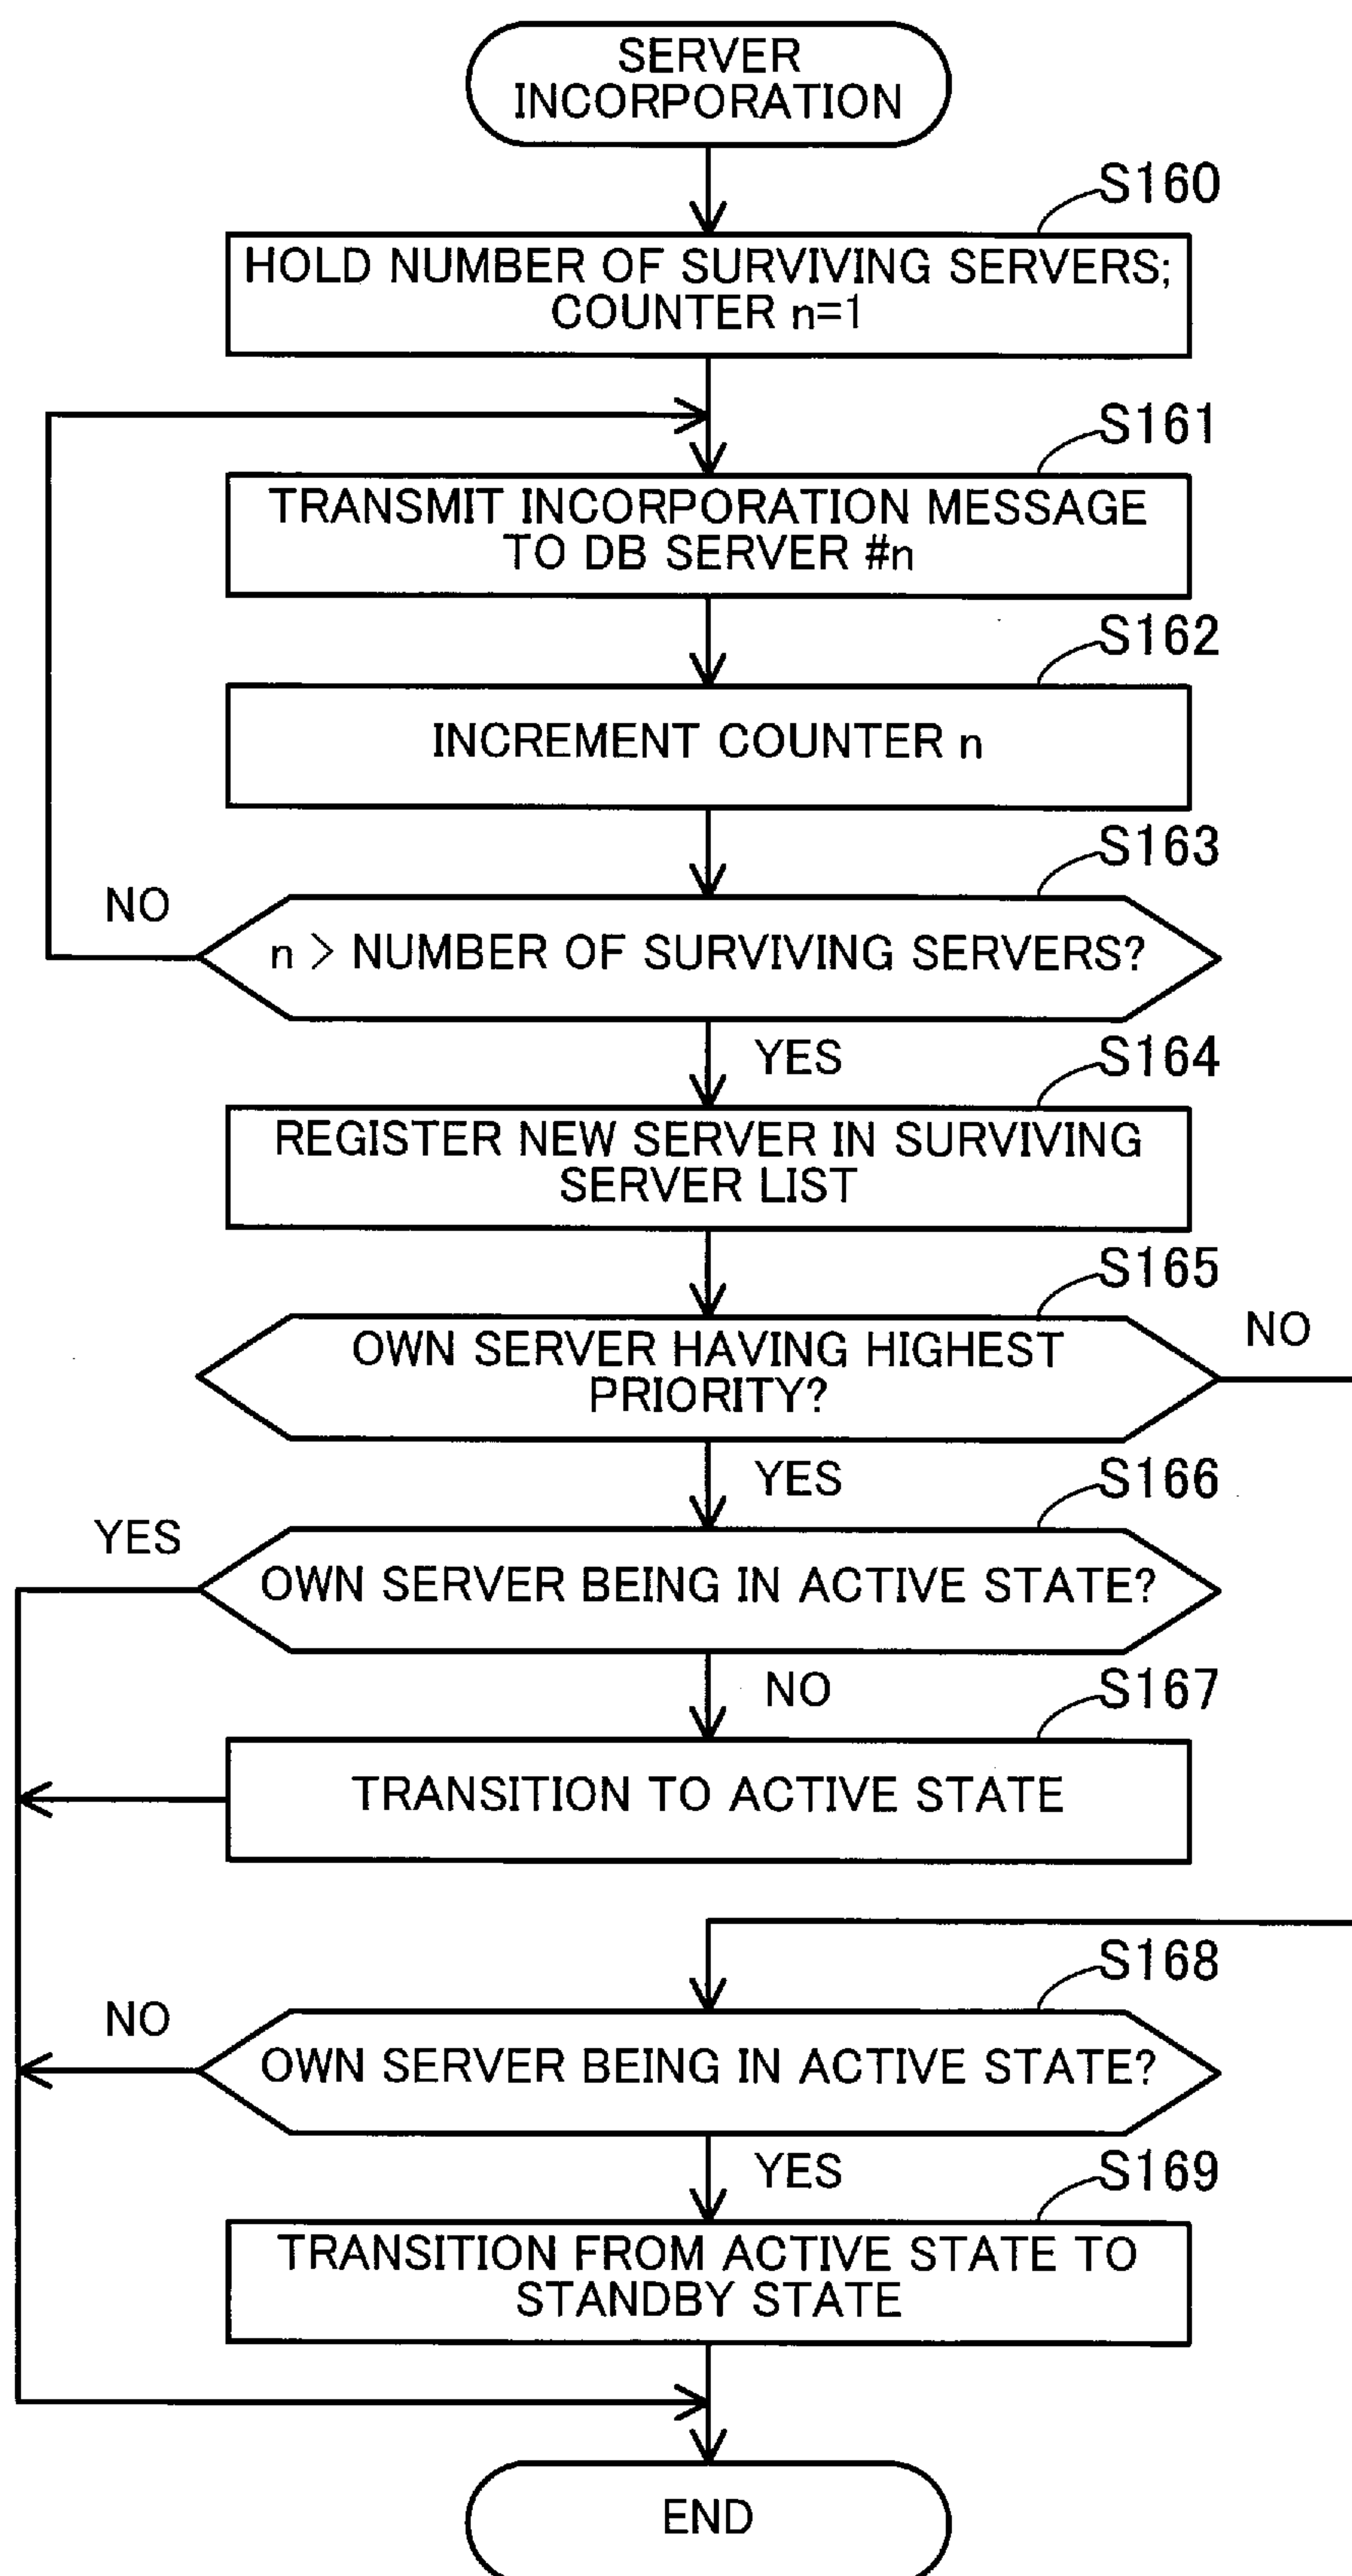 SERVER
INCORPORATION
S160
HOLD NUMBER OF SURVIVING SERVERS;
COUNTER n=1
S161
TRANSMIT INCORPORATION MESSAGE
TO DB SERVER #n
S162
INCREMENT COUNTER n
S163
NO
n > NUMBER OF SURVIVING SERVERS?
YES
S164
REGISTER NEW SERVER IN SURVIVING
SERVER LIST
S165
NO
OWN SERVER HAVING HIGHEST
PRIORITY?
YES
S166
YES
OWN SERVER BEING IN ACTIVE STATE?
NO
S167
TRANSITION TO ACTIVE STATE
S168
NO
OWN SERVER BEING IN ACTIVE STATE?
YES
S169
TRANSITION FROM ACTIVE STATE TO
STANDBY STATE
END